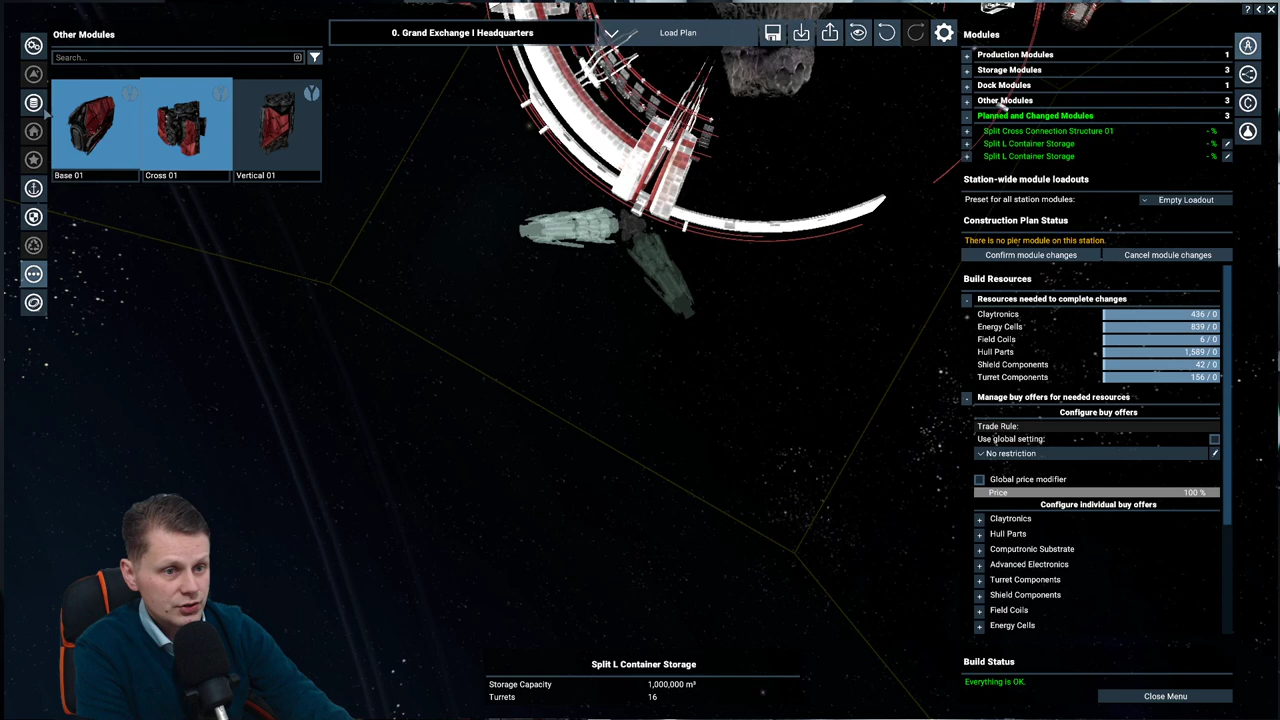 Other Modules
Search...
Base 01
Cross 01
Vertical 01
0. Grand Exchange I Headquarters
Load Plan
Split L Container Storage
Storage Capacity 1,000,000 m³
Turrets 16
? < X
Modules
+ Production Modules 1
+ Storage Modules 3
+ Dock Modules 1
+ Other Modules 3
- Planned and Changed Modules 3
+ Split Cross Connection Structure 01 - %
+ Split L Container Storage - %
+ Split L Container Storage - %
Station-wide module loadouts
Preset for all station modules: Empty Loadout
Construction Plan Status
There is no pier module on this station.
Confirm module changes Cancel module changes
Build Resources
- Resources needed to complete changes
Claytronics 436 / 0
Energy Cells 839 / 0
Field Coils 6 / 0
Hull Parts 1,589 / 0
Shield Components 42 / 0
Turret Components 156 / 0
- Manage buy offers for needed resources
Configure buy offers
Trade Rule:
Use global setting:
No restriction
Global price modifier
Price 100 %
Configure individual buy offers
+ Claytronics
+ Hull Parts
+ Computronic Substrate
+ Advanced Electronics
+ Turret Components
+ Shield Components
+ Field Coils
+ Energy Cells
Build Status
Everything is OK.
Close Menu